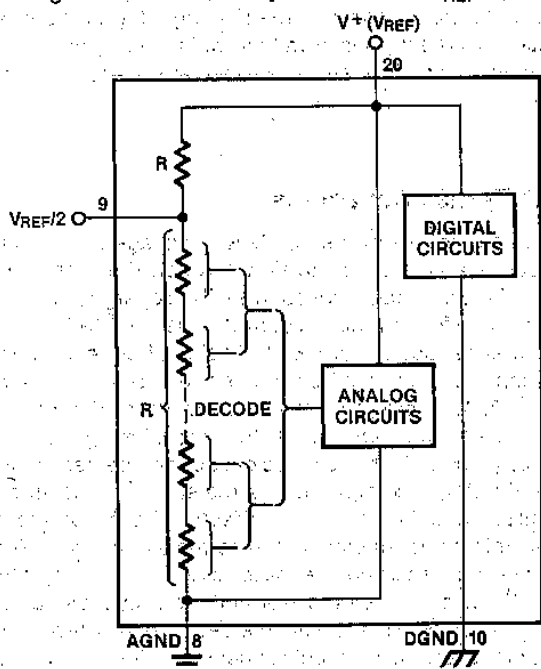 V+ (VREF)
20
R
9
VREF/2
DIGITAL
CIRCUITS
R
DECODE
ANALOG
CIRCUITS
AGND 8
DGND 10